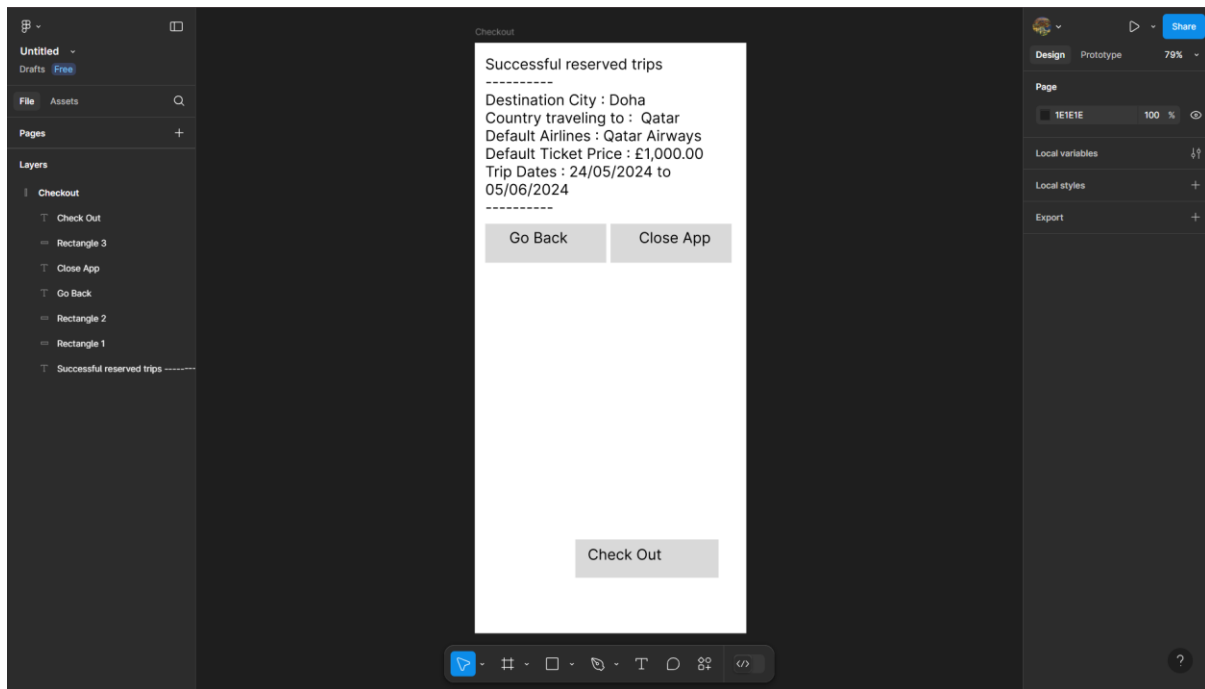 Untitled
Drafts Free
File Assets
Pages
Layers
Checkout
Check Out
Rectangle 3
Close App
Go Back
Rectangle 2
Rectangle 1
Successful reserved trips --------
Checkout
Successful reserved trips
----------
Destination City : Doha
Country traveling to :  Qatar
Default Airlines : Qatar Airways
Default Ticket Price : £1,000.00
Trip Dates : 24/05/2024 to
05/06/2024
----------
Go Back Close App
Check Out
Share
Design Prototype 79%
Page
1E1E1E 100 %
Local variables
Local styles
Export
?